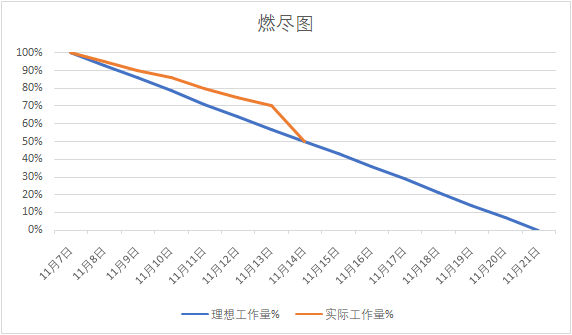 燃尽图
100%
90%
80%
70%
60%
50%
40%
30%
20%
10%
0%
11月7日
11月8日
11月9日
11月10日
11月11日
11月12日
11月13日
11月14日
11月15日
11月16日
11月17日
11月18日
11月19日
11月20日
11月21日
理想工作量% 实际工作量%